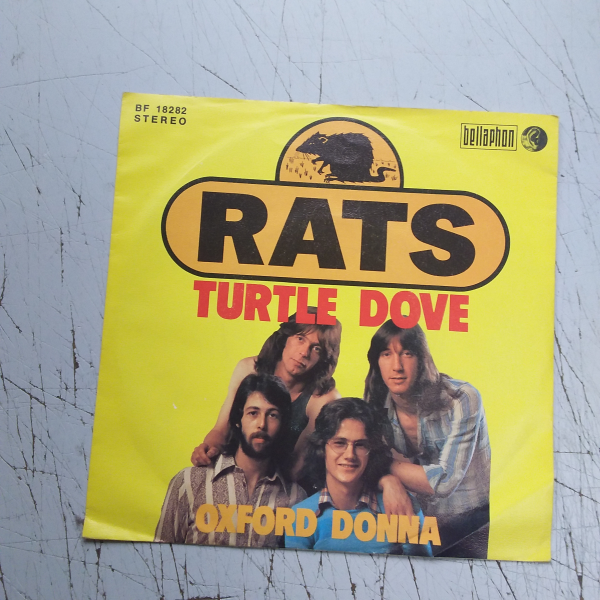 BF 18282
STEREO
bellaphon
RATS
TURTLE DOVE
OXFORD DONNA